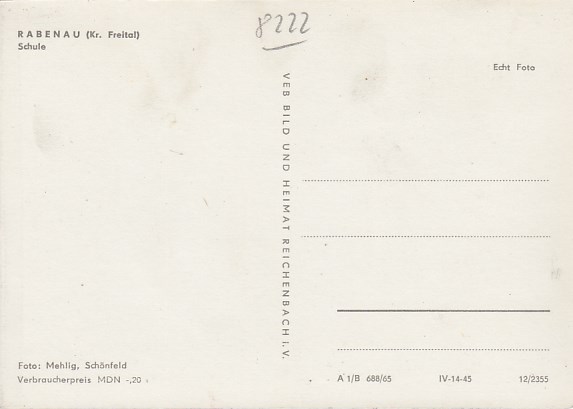 8222
RABENAU (Kr. Freital)
Schule
Echt Foto
VEB BILD UND HEIMAT REICHENBACH I. V.
Foto: Mehlig, Schönfeld
Verbraucherpreis MDN -,20
A 1/B 688/65 IV-14-45 12/2355